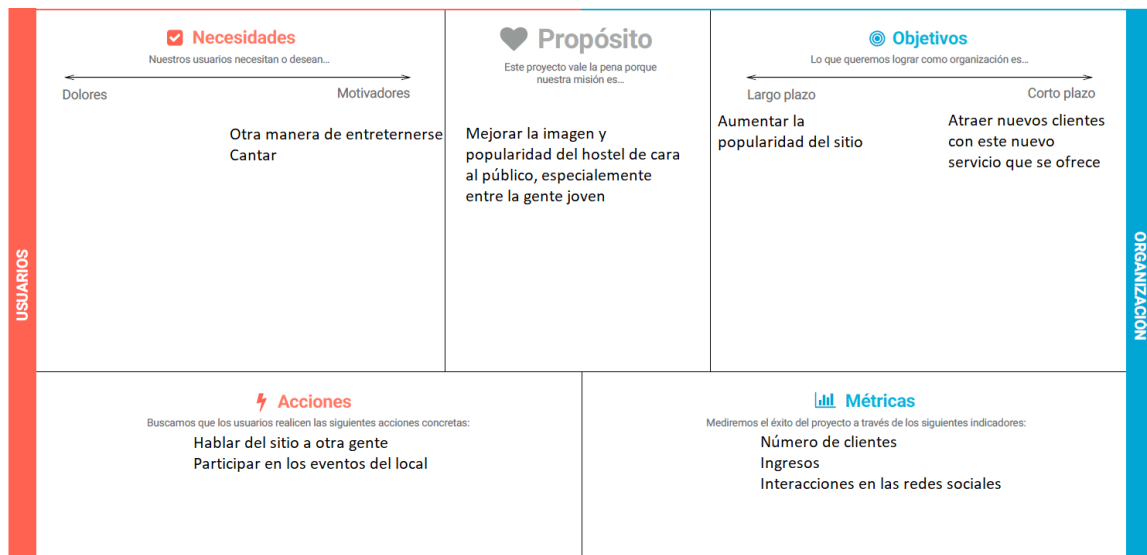 USUARIOS
Necesidades
Nuestros usuarios necesitan o desean...
Dolores
Motivadores
Otra manera de entreternerse
Cantar
Propósito
Este proyecto vale la pena porque
nuestra misión es...
Mejorar la imagen y
popularidad del hostel de cara
al público, especialemente
entre la gente joven
Objetivos
Lo que queremos lograr como organización es...
Largo plazo
Corto plazo
Aumentar la
popularidad del sitio
Atraer nuevos clientes
con este nuevo
servicio que se ofrece
ORGANIZACIÓN
Acciones
Buscamos que los usuarios realicen las siguientes acciones concretas:
Hablar del sitio a otra gente
Participar en los eventos del local
Métricas
Mediremos el éxito del proyecto a través de los siguientes indicadores:
Número de clientes
Ingresos
Interacciones en las redes sociales